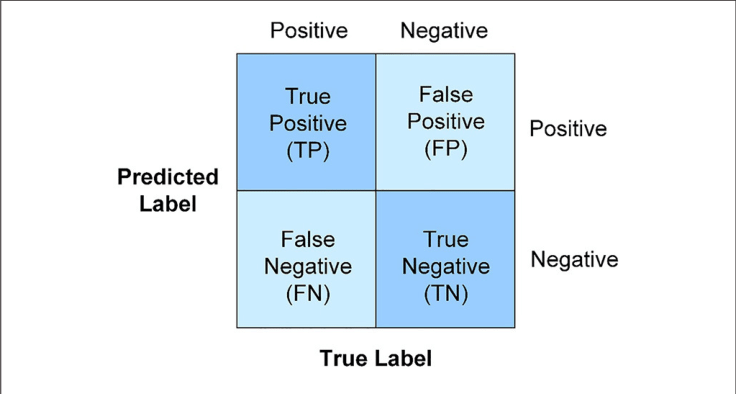 Positive Negative
True
Positive
(TP)
False
Positive
(FP)
Positive
Predicted
Label
False
Negative
(FN)
True
Negative
(TN)
Negative
True Label